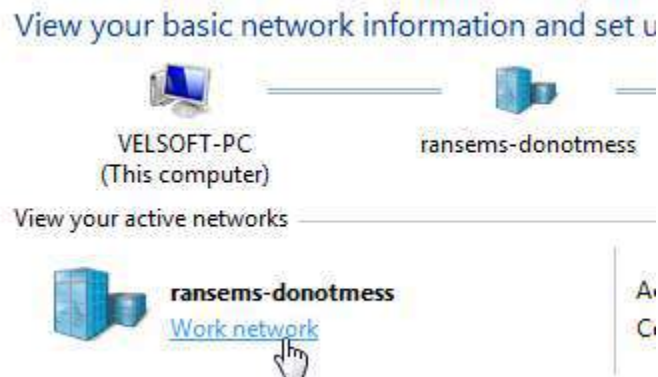 View your basic network information and set u
VELSOFT-PC
(This computer)
ransems-donotmess
View your active networks
ransems-donotmess
Work network